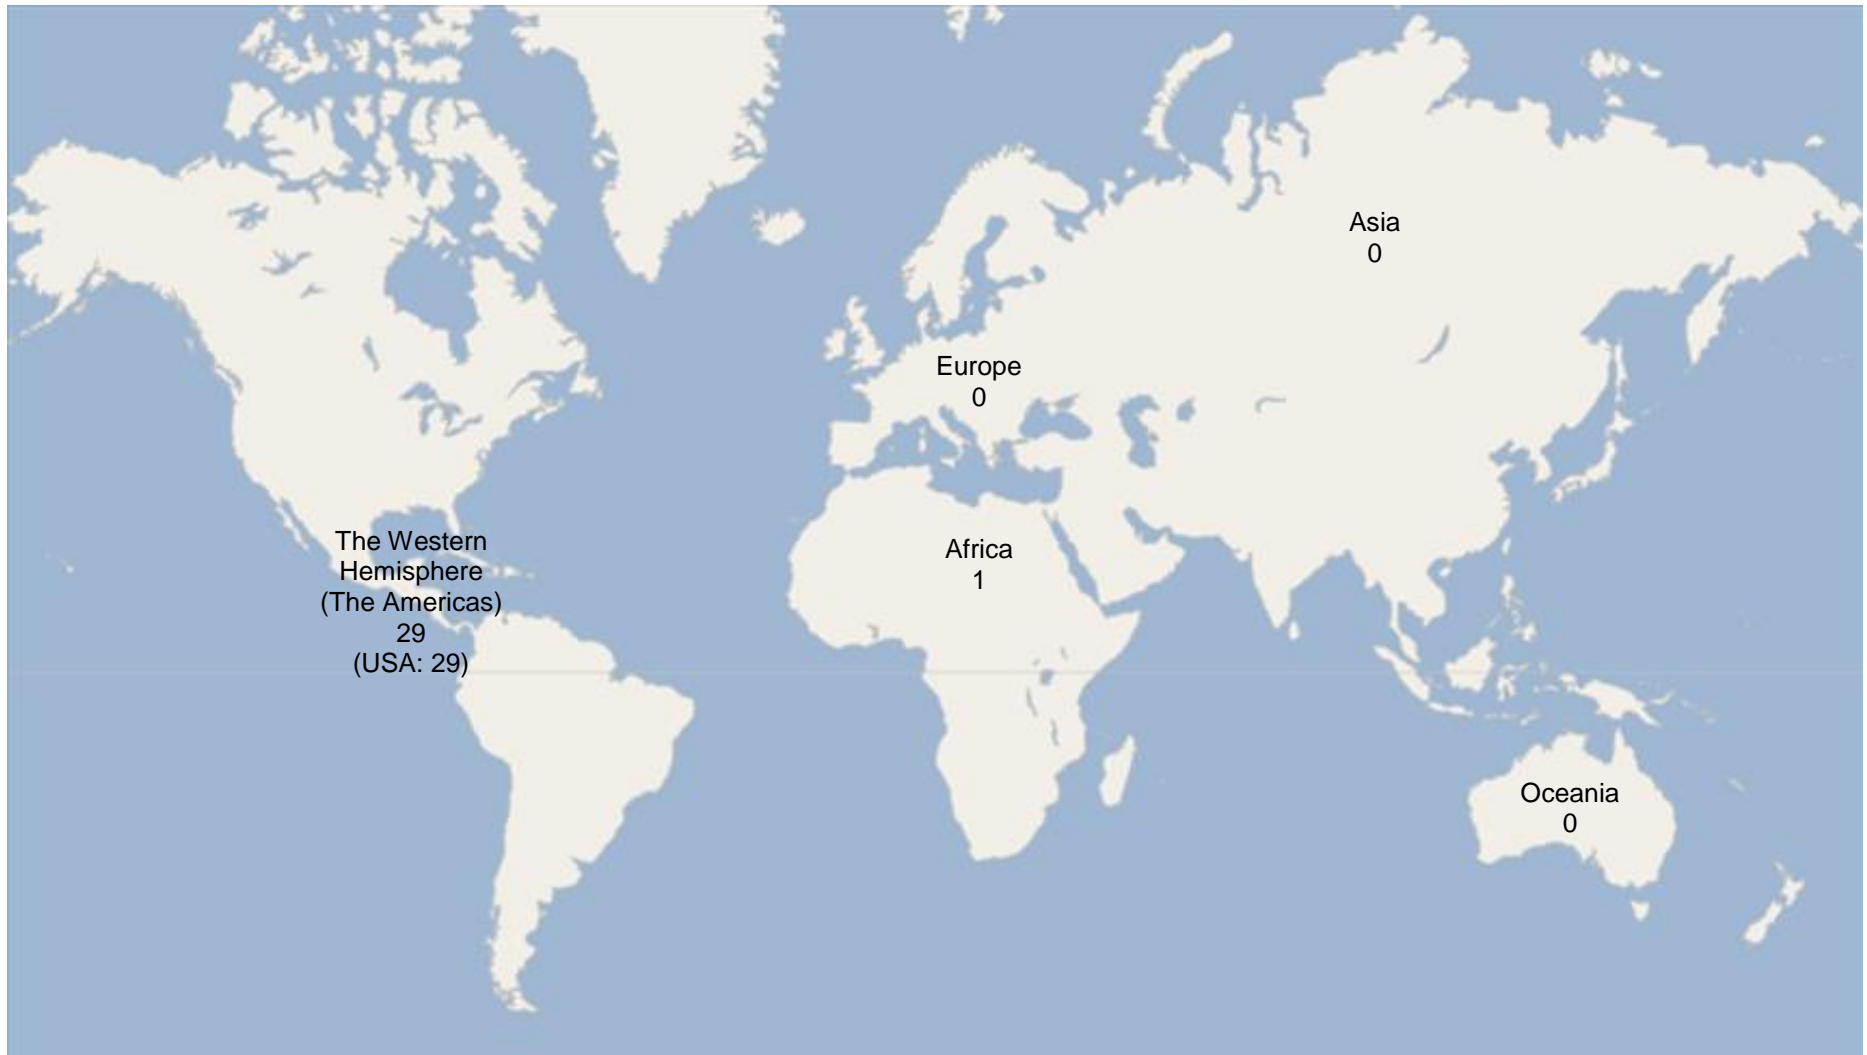 Asia
0
Europe
0
The Western
Hemisphere
(The Americas)
29
(USA: 29)
Africa
1
Oceania
0